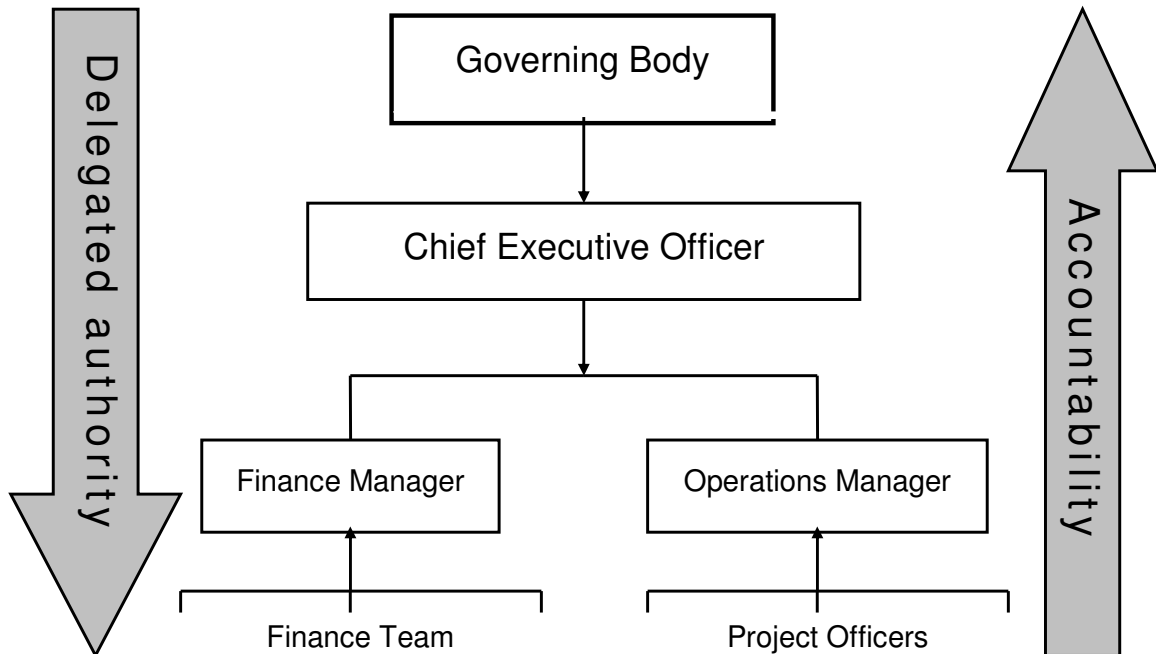 Delegated authority
Governing Body
Chief Executive Officer
Finance Manager
Operations Manager
Finance Team
Project Officers
Accountability